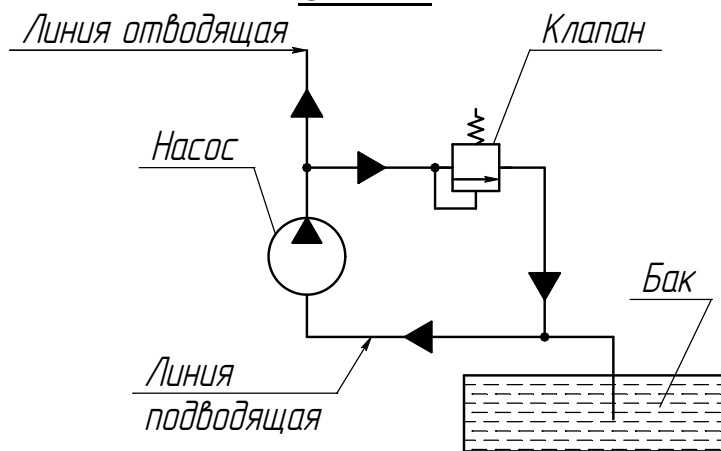 Линия отводящая
Клапан
Насос
Бак
Линия
подводящая